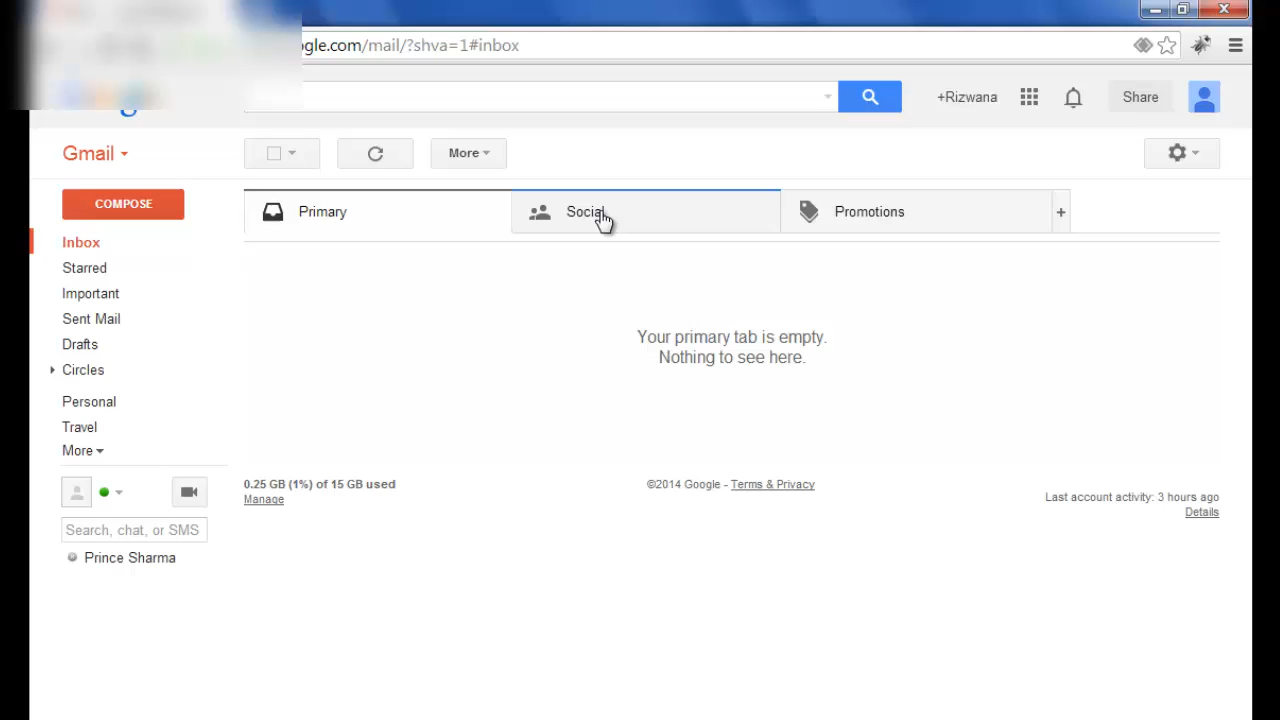 gle.com/mail/?shva=1#inbox
+Rizwana
Share
Gmail
More
COMPOSE
Primary
Social
Promotions
+
Inbox
Starred
Important
Sent Mail
Drafts
Circles
Personal
Travel
More
Your primary tab is empty.
Nothing to see here.
0.25 GB (1%) of 15 GB used
Manage
©2014 Google - Terms & Privacy
Last account activity: 3 hours ago
Details
Search, chat, or SMS
Prince Sharma